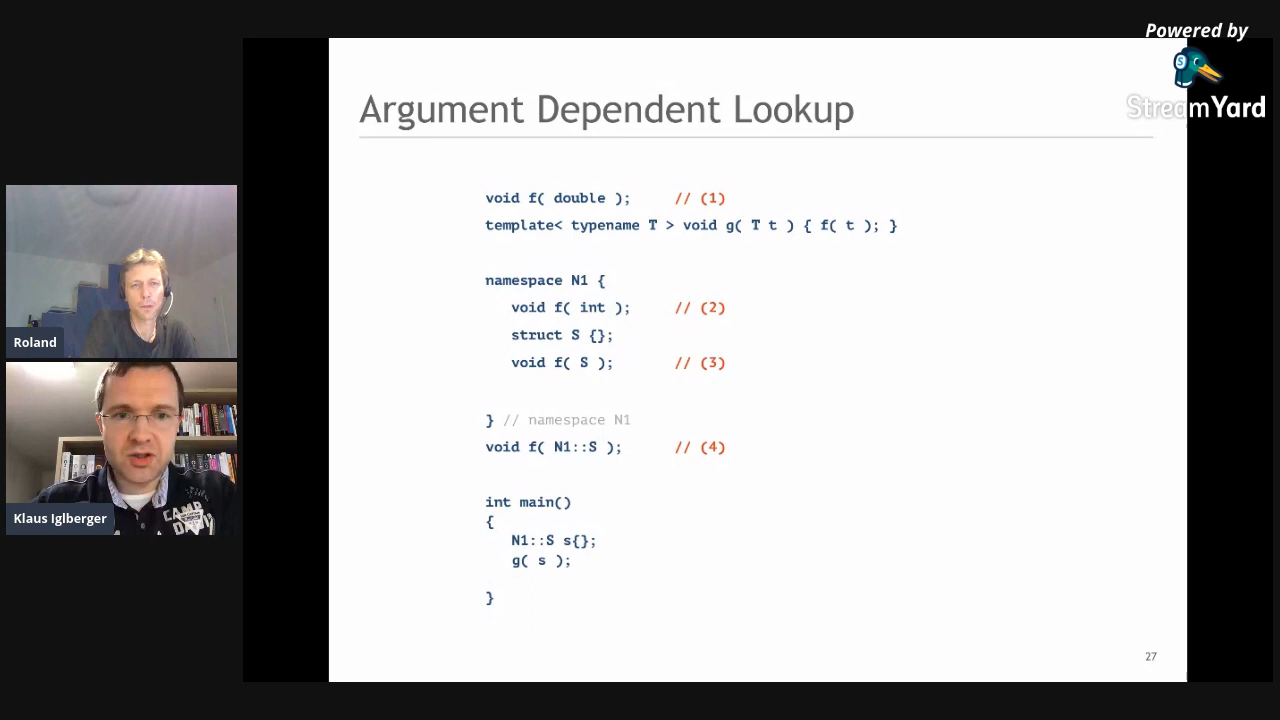 Powered by
StreamYard
Argument Dependent Lookup
void f( double ); // (1)
template< typename T > void g( T t ) { f( t ); }
namespace N1 {
void f( int ); // (2)
struct S {};
void f( S ); // (3)
} // namespace N1
void f( N1::S ); // (4)
int main()
{
N1::S s{};
g( s );
}
27
Roland
Klaus Iglberger
CAMP